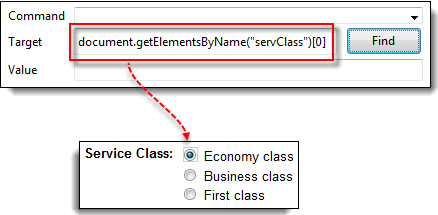 Command
Target document.getElementsByName("servClass")[0] Find
Value
Service Class: Economy class
Business class
First class